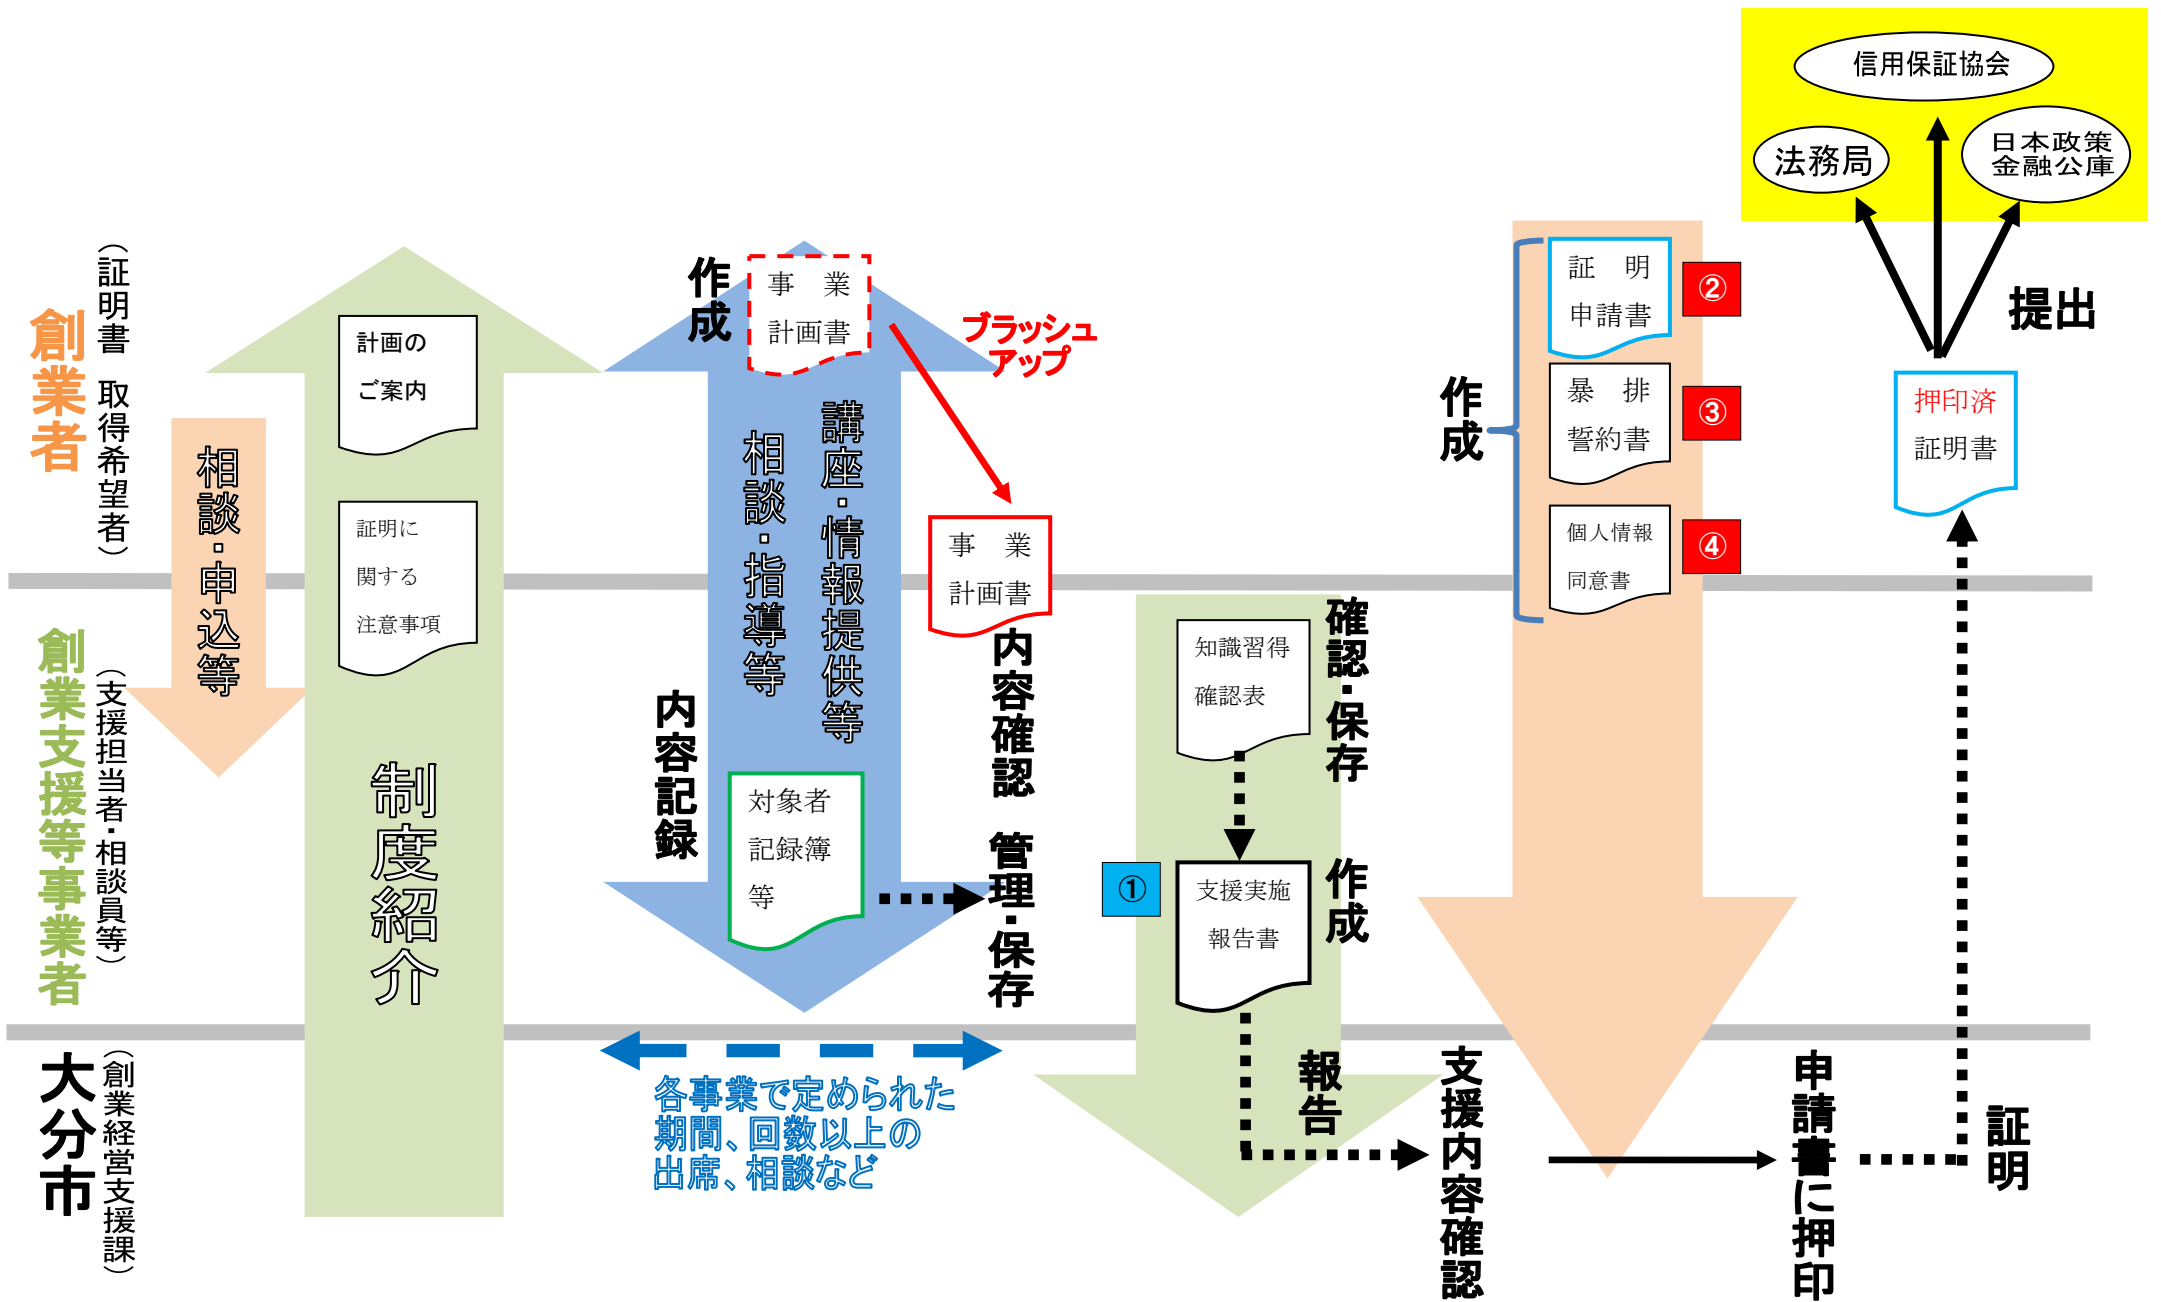 創業者
（証明書　取得希望者）
創業支援等事業者
（支援担当者・相談員等）
大分市
（創業経営支援課）
相談・申込等
計画の
ご案内
証明に
関する
注意事項
制度紹介
作成
事　業
計画書
ブラッシュ
アップ
講座・情報提供等
相談・指導等
事　業
計画書
内容記録
対象者
記録簿
等
内容確認　管理・保存
各事業で定められた
期間、回数以上の
出席、相談など
知識習得
確認表
確認・保存
①
支援実施
報告書
作成
報告
支援内容確認
作成
証　明
申請書
②
暴　排
誓約書
③
個人情報
同意書
④
申請書に押印
証明
押印済
証明書
提出
法務局
信用保証協会
日本政策
金融公庫